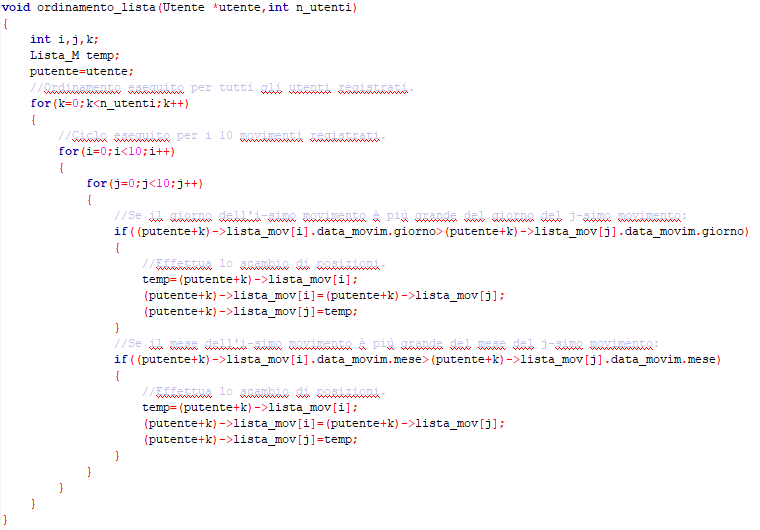 void ordinamento_lista(Utente *utente,int n_utenti)
{
int i,j,k;
Lista_M temp;
putente=utente;
//Ordinamento eseguito per tutti gli utenti registrati.
for(k=0;k<n_utenti;k++)
{
//Ciclo eseguito per i 10 movimenti registrati.
for(i=0;i<10;i++)
{
for(j=0;j<10;j++)
{
//Se il giorno dell'i-simo movimento è più grande del giorno del j-simo movimento:
if((putente+k)->lista_mov[i].data_movim.giorno>(putente+k)->lista_mov[j].data_movim.giorno)
{
//Effettua lo scambio di posizioni.
temp=(putente+k)->lista_mov[i];
(putente+k)->lista_mov[i]=(putente+k)->lista_mov[j];
(putente+k)->lista_mov[j]=temp;
}
//Se il mese dell'i-simo movimento è più grande del mese del j-simo movimento:
if((putente+k)->lista_mov[i].data_movim.mese>(putente+k)->lista_mov[j].data_movim.mese)
{
//Effettua lo scambio di posizioni.
temp=(putente+k)->lista_mov[i];
(putente+k)->lista_mov[i]=(putente+k)->lista_mov[j];
(putente+k)->lista_mov[j]=temp;
}
}
}
}
}